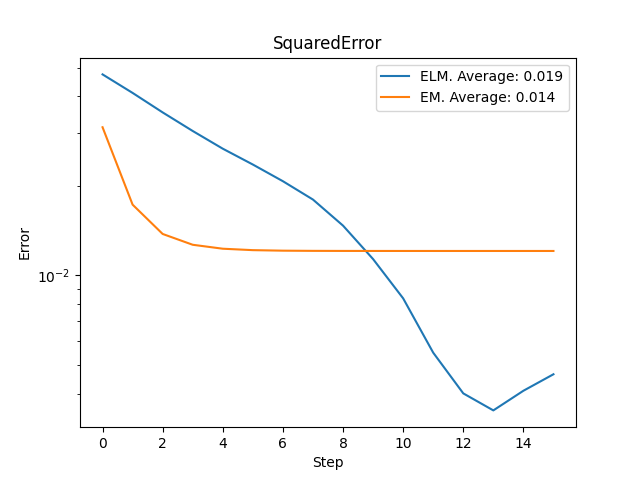 SquaredError
ELM. Average: 0.019
EM. Average: 0.014
Error
10⁻²
0 2 4 6 8 10 12 14
Step